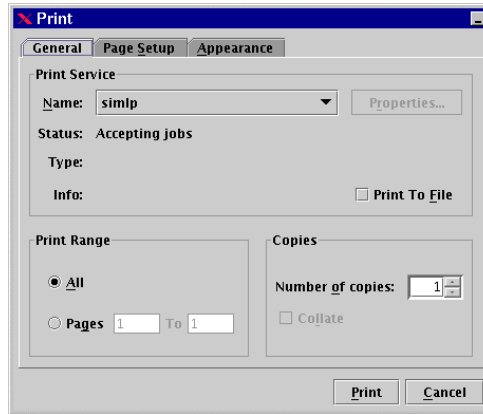 Print
General Page Setup Appearance
Print Service
Name: simlp Properties...
Status: Accepting jobs
Type:
Info: Print To File
Print Range
All
Pages 1 To 1
Copies
Number of copies: 1
Collate
Print Cancel